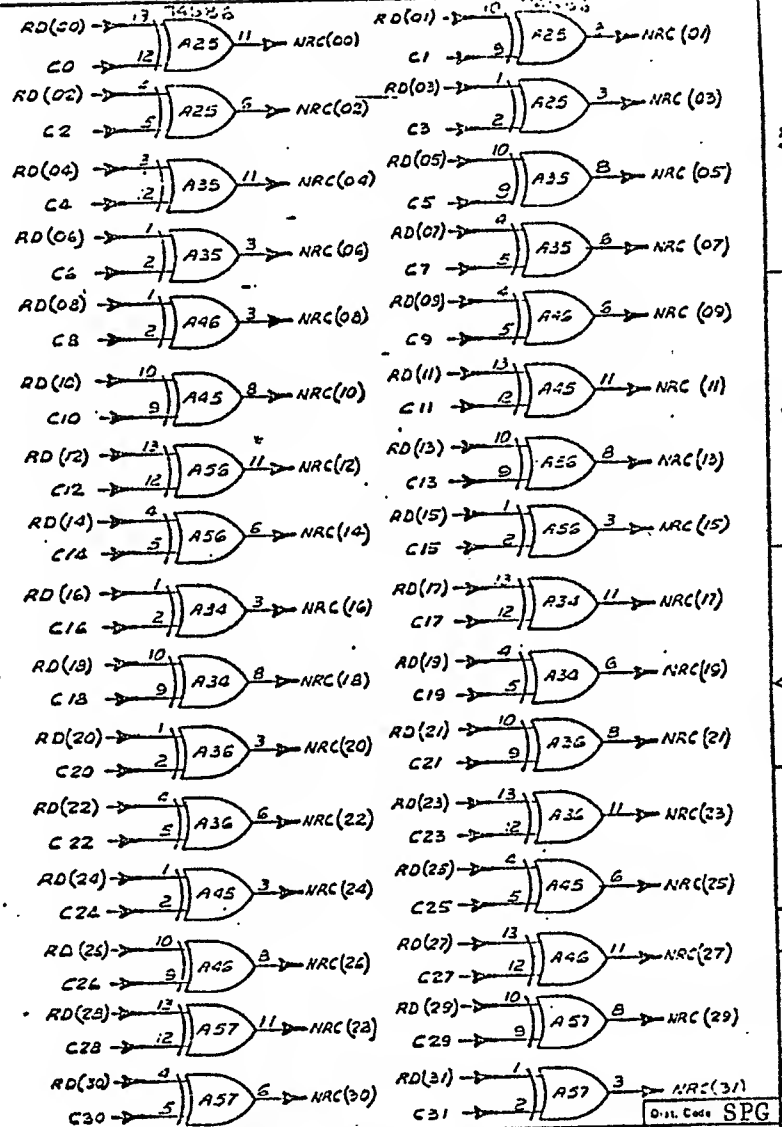 74S86
RD(00) 13 A25 11 NRC(00) RD(01) 10 A25 NRC(01)
C0 12 C1 9
RD(02) 4 A25 6 NRC(02) RD(03) 1 A25 3 NRC(03)
C2 5 C3 2
RD(04) A35 11 NRC(04) RD(05) 10 A35 8 NRC(05)
C4 12 C5 9
RD(06) 1 A35 3 NRC(06) RD(07) 4 A35 6 NRC(07)
C6 2 C7 5
RD(08) 1 A46 3 NRC(08) RD(09) 4 A46 6 NRC(09)
C8 2 C9 5
RD(10) 10 A45 8 NRC(10) RD(11) 13 A45 11 NRC(11)
C10 9 C11 12
RD(12) 13 A56 11 NRC(12) RD(13) 10 A56 8 NRC(13)
C12 12 C13 9
RD(14) 4 A56 6 NRC(14) RD(15) 1 A56 3 NRC(15)
C14 5 C15 2
RD(16) 1 A34 3 NRC(16) RD(17) 13 A34 11 NRC(17)
C16 2 C17 12
RD(18) 10 A34 8 NRC(18) RD(19) 4 A34 6 NRC(19)
C18 9 C19 5
RD(20) 1 A36 3 NRC(20) RD(21) 10 A36 8 NRC(21)
C20 2 C21 9
RD(22) 4 A36 6 NRC(22) RD(23) 13 A36 11 NRC(23)
C22 5 C23 12
RD(24) 1 A45 3 NRC(24) RD(25) 4 A45 6 NRC(25)
C24 2 C25 5
RD(26) 10 A46 8 NRC(26) RD(27) 13 A46 11 NRC(27)
C26 9 C27 12
RD(28) 13 A57 11 NRC(28) RD(29) 10 A57 8 NRC(29)
C28 12 C29 9
RD(30) 4 A57 6 NRC(30) RD(31) 1 A57 3 NRC(31)
C30 5 C31 2
Dist. Code SPG